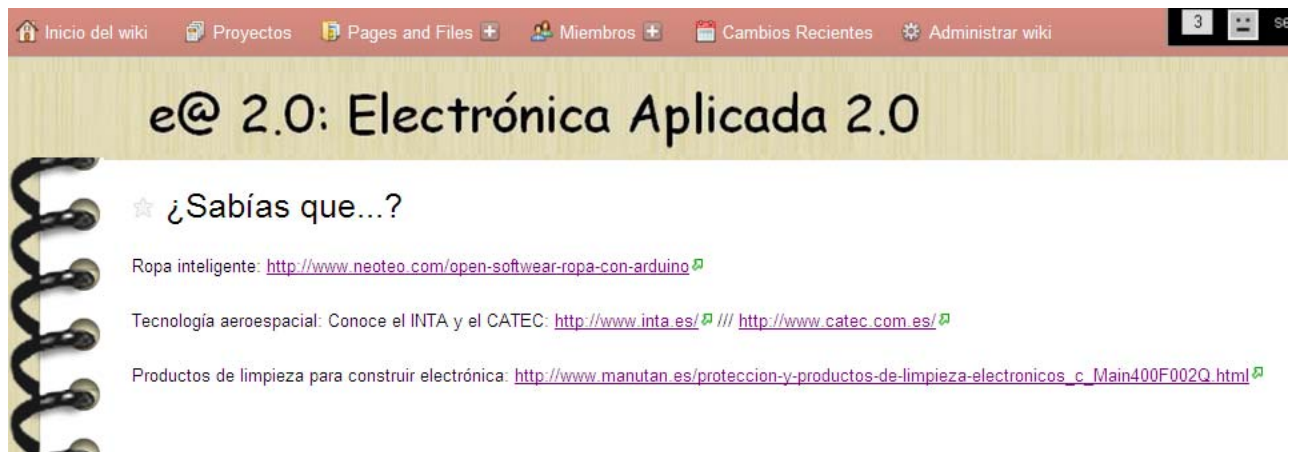 Inicio del wiki Proyectos Pages and Files Miembros Cambios Recientes Administrar wiki 3
e@ 2.0: Electrónica Aplicada 2.0
¿Sabías que...?
Ropa inteligente: http://www.neoteo.com/open-softwear-ropa-con-arduino
Tecnología aeroespacial: Conoce el INTA y el CATEC: http://www.inta.es/ /// http://www.catec.com.es/
Productos de limpieza para construir electrónica: http://www.manutan.es/proteccion-y-productos-de-limpieza-electronicos_c_Main400F002Q.html